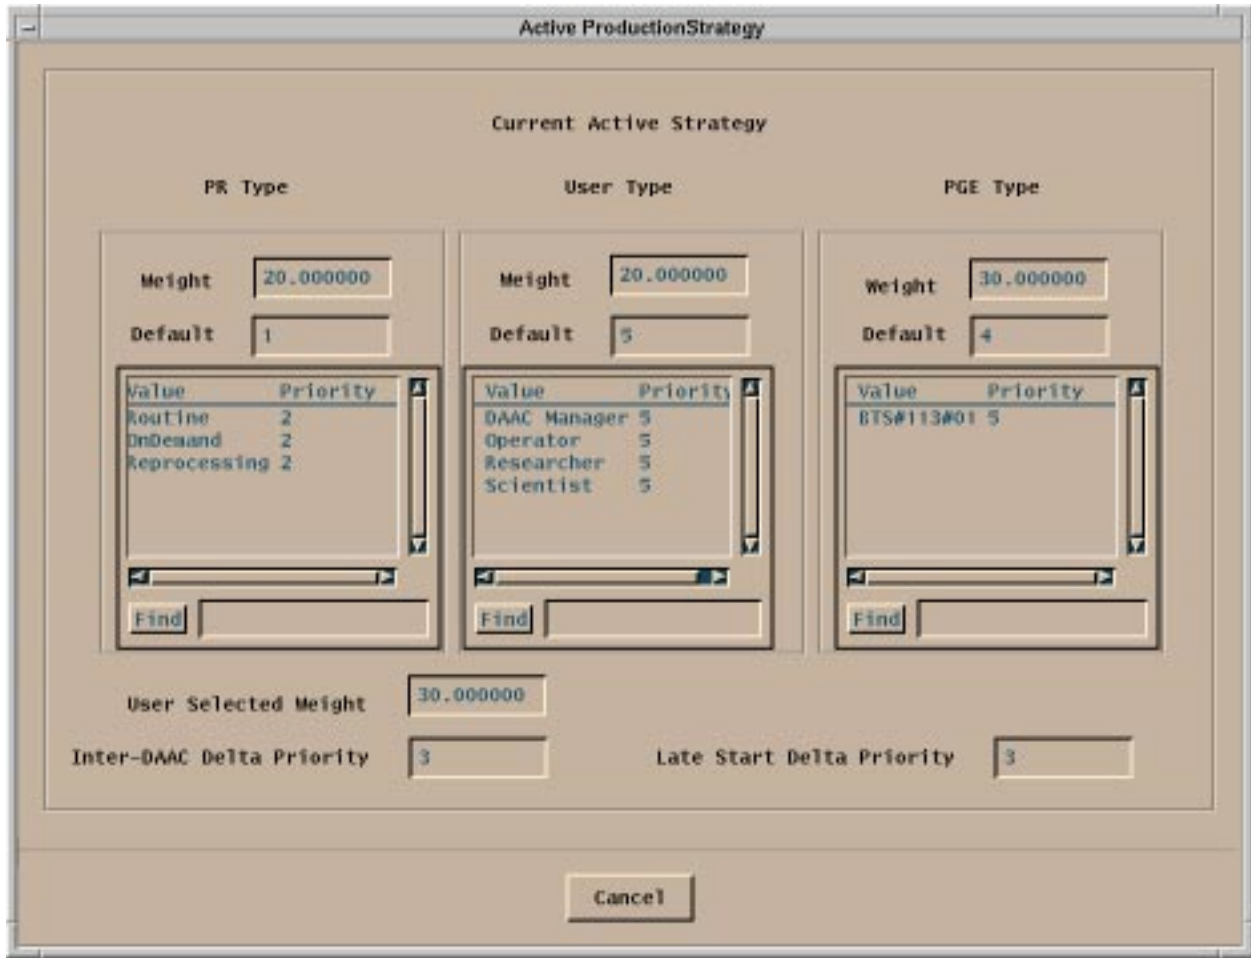 Active ProductionStrategy
Current Active Strategy
PR Type User Type PGE Type
Weight 20.000000 Weight 20.000000 Weight 30.000000
Default 1 Default 5 Default 4
Value Priority Value Priority Value Priority
Routine 2 DAAC Manager 5 BTS#113#01 5
OnDemand 2 Operator 5
Reprocessing 2 Researcher 5
Scientist 5
Find Find Find
User Selected Weight 30.000000
Inter-DAAC Delta Priority 3 Late Start Delta Priority 3
Cancel